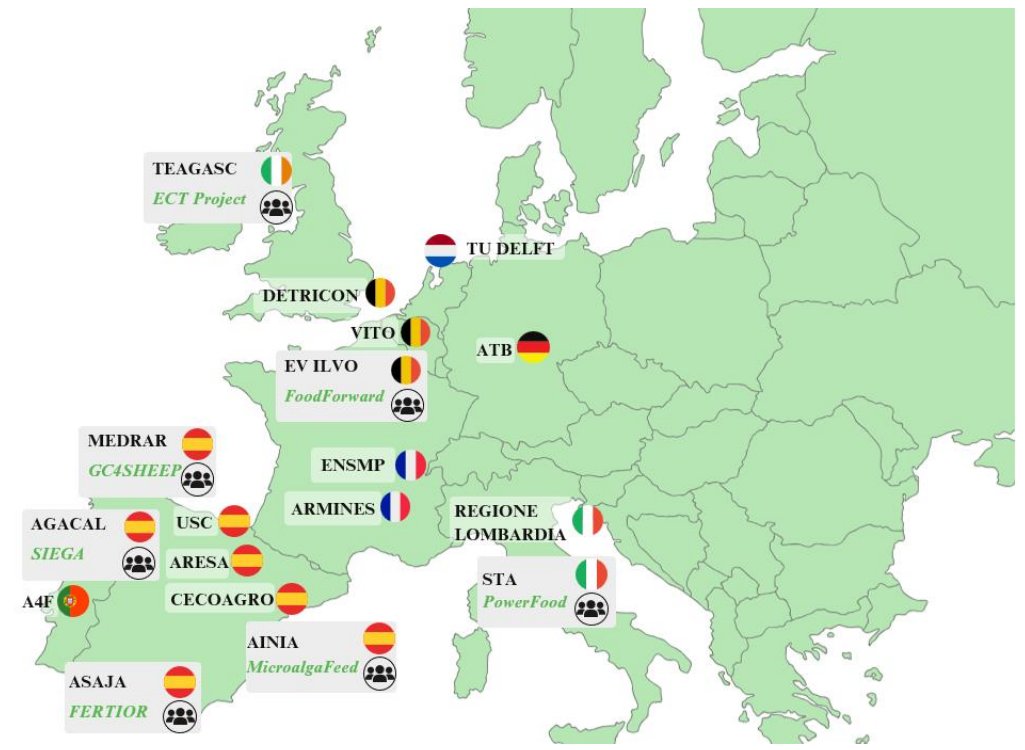 TEAGASC
ECT Project
TU DELFT
DETRICON
VITO
ATB
EV ILVO
FoodForward
MEDRAR
GC4SHEEP
ENSMP
ARMINES
REGIONE
LOMBARDIA
AGACAL
SIEGA
USC
ARESA
STA
PowerFood
A4F
CECOAGRO
AINIA
MicroalgaFeed
ASAJA
FERTIOR